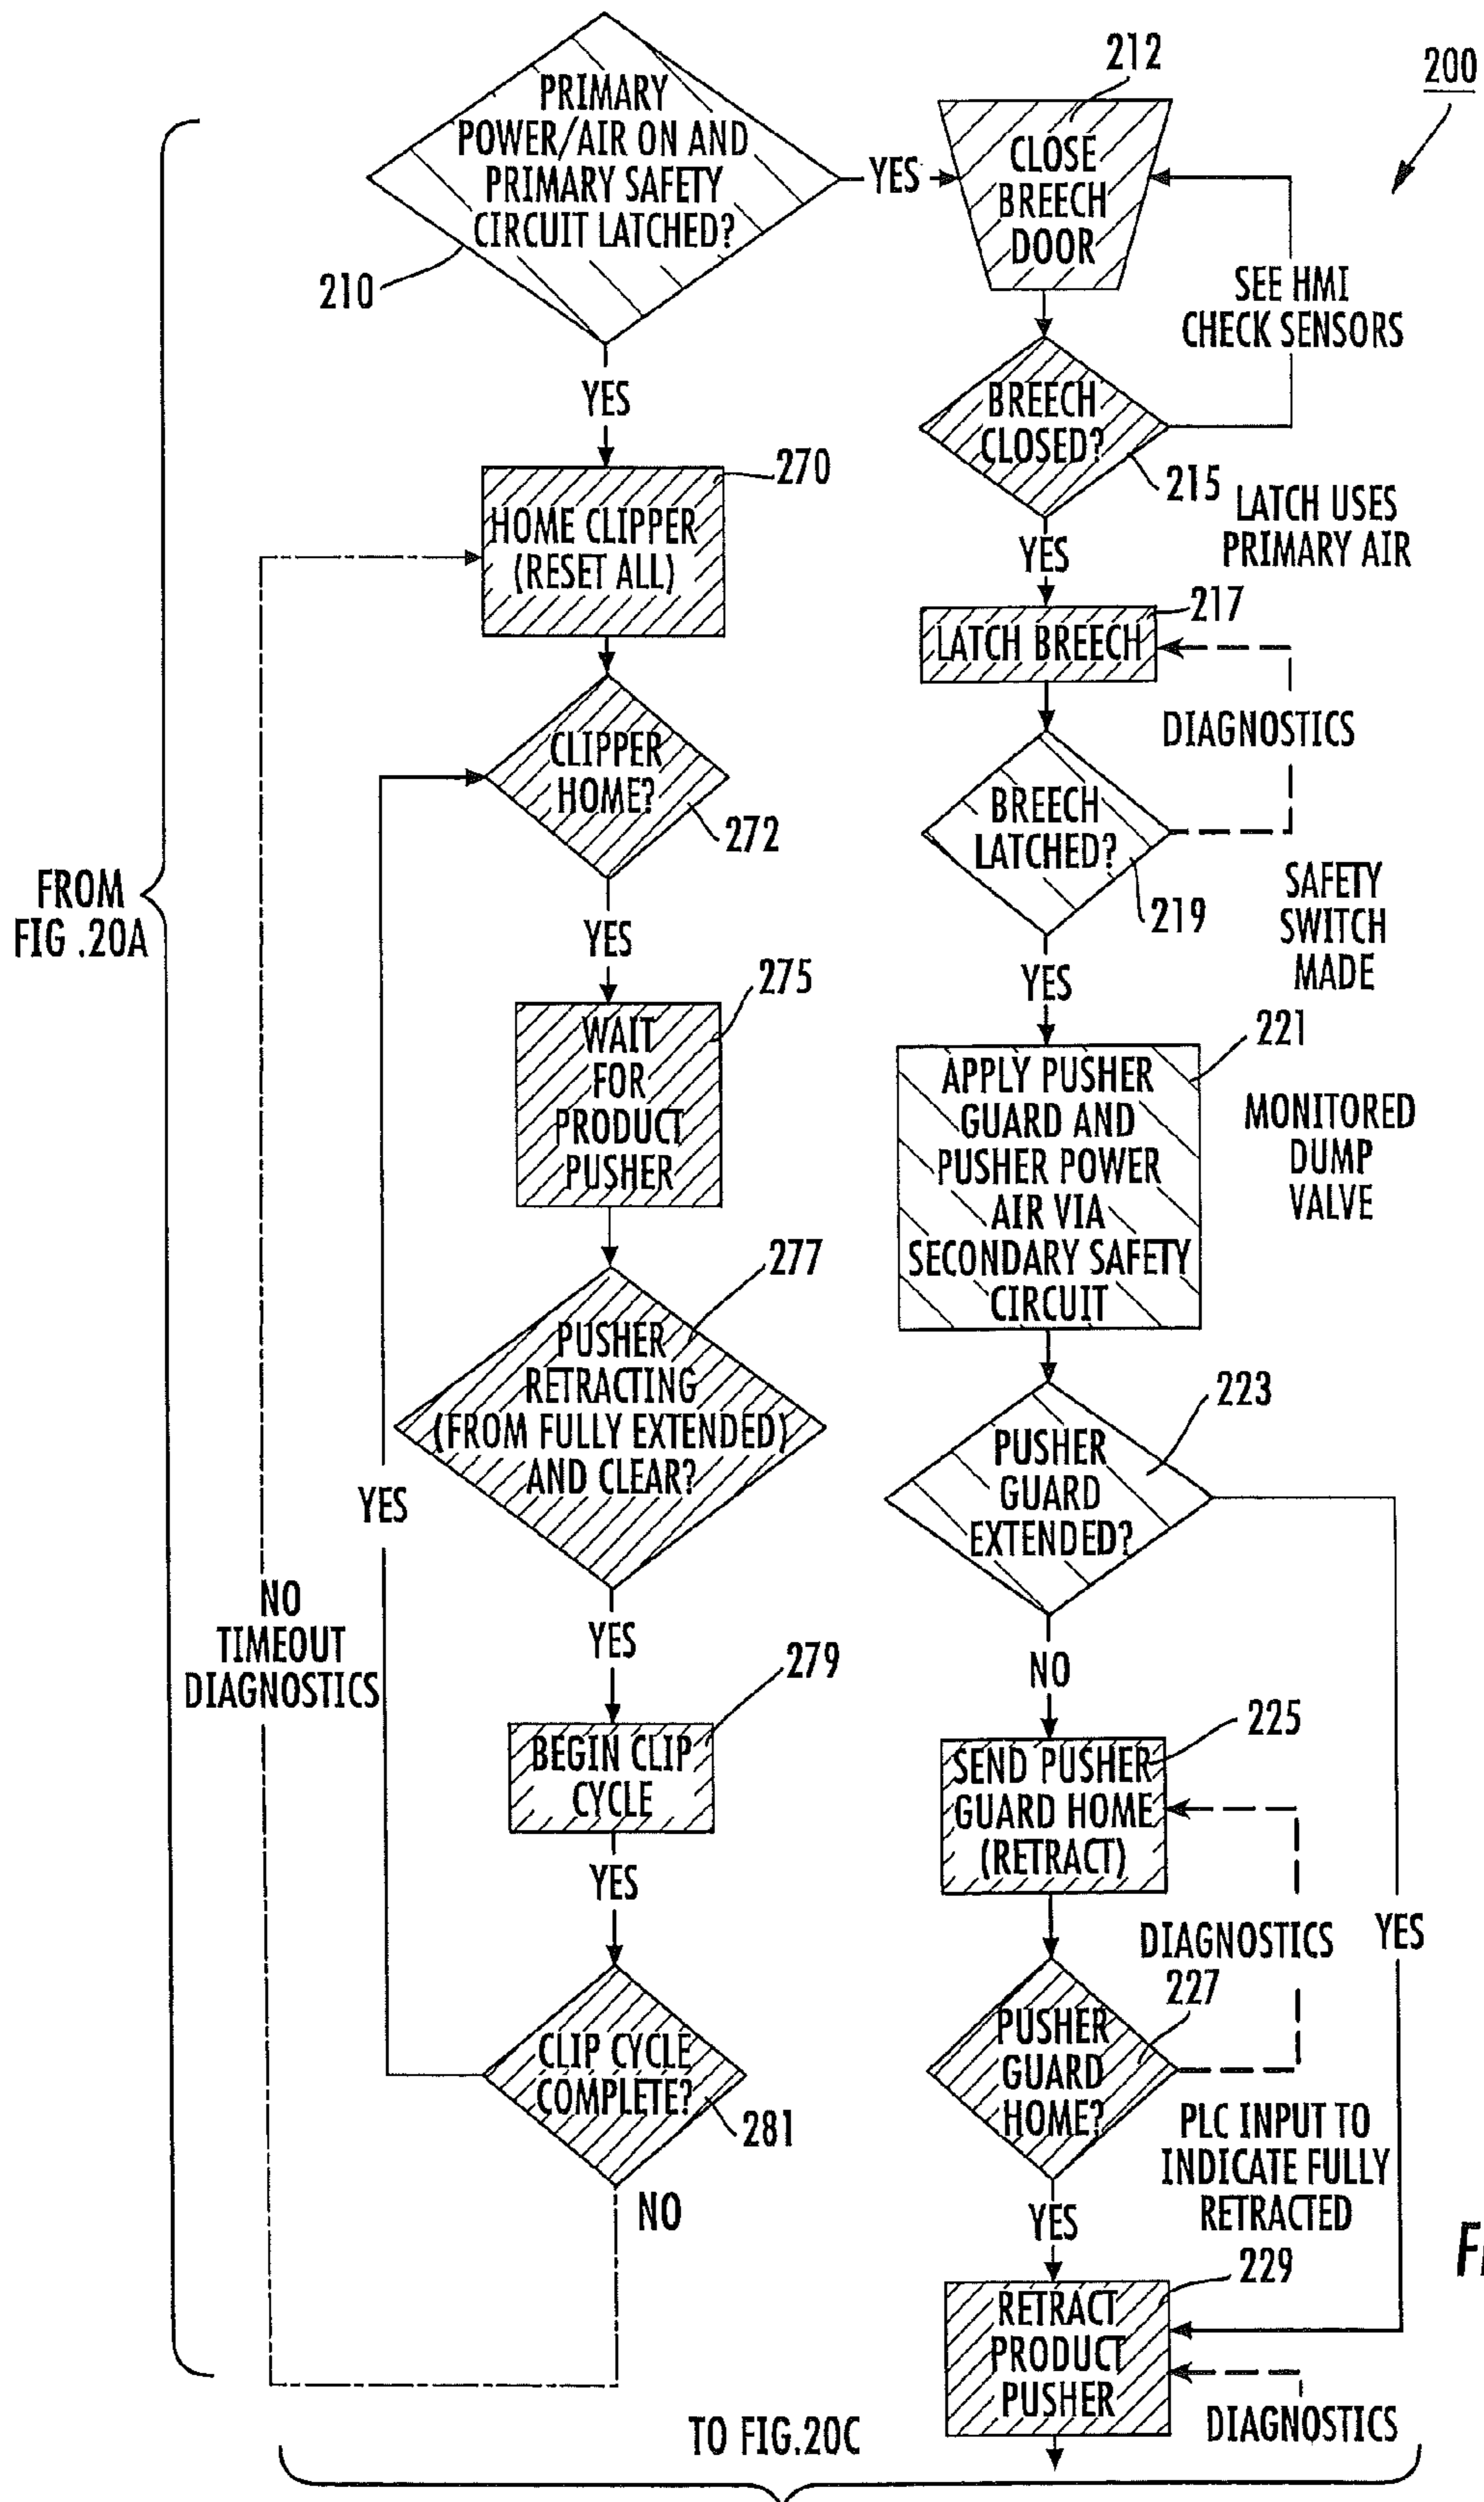 200
FROM
FIG .20A
PRIMARY
POWER/AIR ON AND
PRIMARY SAFETY
CIRCUIT LATCHED?
210
YES
YES
270
HOME CLIPPER
(RESET ALL)
CLIPPER
HOME?
272
YES
275
WAIT
FOR
PRODUCT
PUSHER
277
PUSHER
RETRACTING
(FROM FULLY EXTENDED)
AND CLEAR?
YES
279
BEGIN CLIP
CYCLE
YES
CLIP CYCLE
COMPLETE?
281
YES
NO
NO
TIMEOUT
DIAGNOSTICS
212
CLOSE
BREECH
DOOR
SEE HMI
CHECK SENSORS
BREECH
CLOSED?
215
LATCH USES
PRIMARY AIR
YES
217
LATCH BREECH
DIAGNOSTICS
BREECH
LATCHED?
219
SAFETY
SWITCH
MADE
YES
221
APPLY PUSHER
GUARD AND
PUSHER POWER
AIR VIA
SECONDARY SAFETY
CIRCUIT
MONITORED
DUMP
VALVE
223
PUSHER
GUARD
EXTENDED?
NO
YES
225
SEND PUSHER
GUARD HOME
(RETRACT)
DIAGNOSTICS
227
PUSHER
GUARD
HOME?
PLC INPUT TO
INDICATE FULLY
RETRACTED
YES
229
RETRACT
PRODUCT
PUSHER
DIAGNOSTICS
TO FIG.20C